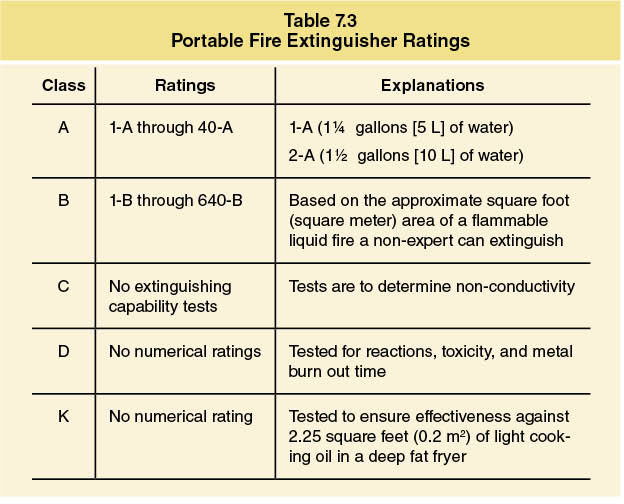 Table 7.3
Portable Fire Extinguisher Ratings
Class Ratings Explanations
A 1-A through 40-A 1-A (1¼ gallons [5 L] of water)
2-A (1½ gallons [10 L] of water)
B 1-B through 640-B Based on the approximate square foot
(square meter) area of a flammable
liquid fire a non-expert can extinguish
C No extinguishing Tests are to determine non-conductivity
capability tests
D No numerical ratings Tested for reactions, toxicity, and metal
burn out time
K No numerical rating Tested to ensure effectiveness against
2.25 square feet (0.2 m²) of light cook-
ing oil in a deep fat fryer